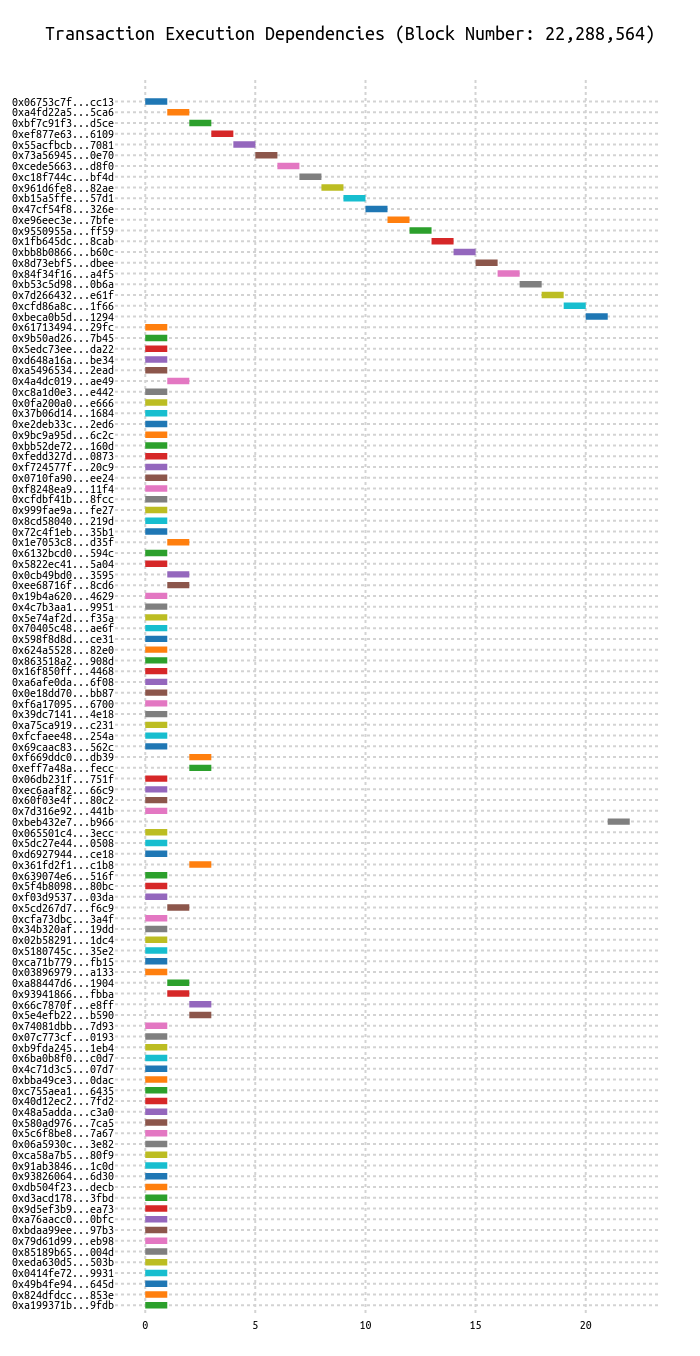 Transaction Execution Dependencies (Block Number: 22,288,564)
0x06753c7f...cc13
0xa4fd22a5...5ca6
0xbf7c91f3...d5ce
0xef877e63...6109
0x55acfbcb...7081
0x73a56945...0e70
0xcede5663...d8f0
0xc18f744c...bf4d
0x961d6fe8...82ae
0xb15a5ffe...57d1
0x47cf54f8...326e
0xe96eec3e...7bfe
0x9550955a...ff59
0x1fb645dc...8cab
0xbb8b0866...b60c
0x8d73ebf5...dbee
0x84f34f16...a4f5
0xb53c5d98...0b6a
0x7d266432...e61f
0xcfd86a8c...1f66
0xbeca0b5d...1294
0x61713494...29fc
0x9b50ad26...7b45
0x5edc73ee...da22
0xd648a16a...be34
0xa5496534...2ead
0x4a4dc019...ae49
0xc8a1d0e3...e442
0x0fa200a0...e666
0x37b06d14...1684
0xe2deb33c...2ed6
0x9bc9a95d...6c2c
0xbb52de72...160d
0xfedd327d...0873
0xf724577f...20c9
0x0710fa90...ee24
0xf8248ea9...11f4
0xcfdbf41b...8fcc
0x999fae9a...fe27
0x8cd58040...219d
0x72c4f1eb...35b1
0x1e7053c8...d35f
0x6132bcd0...594c
0x5822ec41...5a04
0x0cb49bd0...3595
0xee68716f...8cd6
0x19b4a620...4629
0x4c7b3aa1...9951
0x5e74af2d...f35a
0x70405c48...ae6f
0x598f8d8d...ce31
0x624a5528...82e0
0x863518a2...908d
0x16f850ff...4468
0xa6afe0da...6f08
0x0e18dd70...bb87
0xf6a17095...6700
0x39dc7141...4e18
0xa75ca919...c231
0xfcfaee48...254a
0x69caac83...562c
0xf669ddc0...db39
0xeff7a48a...fecc
0x06db231f...751f
0xec6aaf82...66c9
0x60f03e4f...80c2
0x7d316e92...441b
0xbeb432e7...b966
0x065501c4...3ecc
0x5dc27e44...0508
0xd6927944...ce18
0x361fd2f1...c1b8
0x639074e6...516f
0x5f4b8098...80bc
0xf03d9537...03da
0x5cd267d7...f6c9
0xcfa73dbc...3a4f
0x34b320af...19dd
0x02b58291...1dc4
0x5180745c...35e2
0xca71b779...fb15
0x03896979...a133
0xa88447d6...1904
0x93941866...fbba
0x66c7870f...e8ff
0x5e4efb22...b590
0x74081dbb...7d93
0x07c773cf...0193
0xb9fda245...1eb4
0x6ba0b8f0...c0d7
0x4c71d3c5...07d7
0xbba49ce3...0dac
0xc755aea1...6435
0x40d12ec2...7fd2
0x48a5adda...c3a0
0x580ad976...7ca5
0x5c6f8be8...7a67
0x06a5930c...3e82
0xca58a7b5...80f9
0x91ab3846...1c0d
0x93826064...6d30
0xdb504f23...decb
0xd3acd178...3fbd
0x9d5ef3b9...ea73
0xa76aacc0...0bfc
0xbdaa99ee...97b3
0x79d61d99...eb98
0x85189b65...004d
0xeda630d5...503b
0x0414fe72...9931
0x49b4fe94...645d
0x824dfdcc...853e
0xa199371b...9fdb
0 5 10 15 20